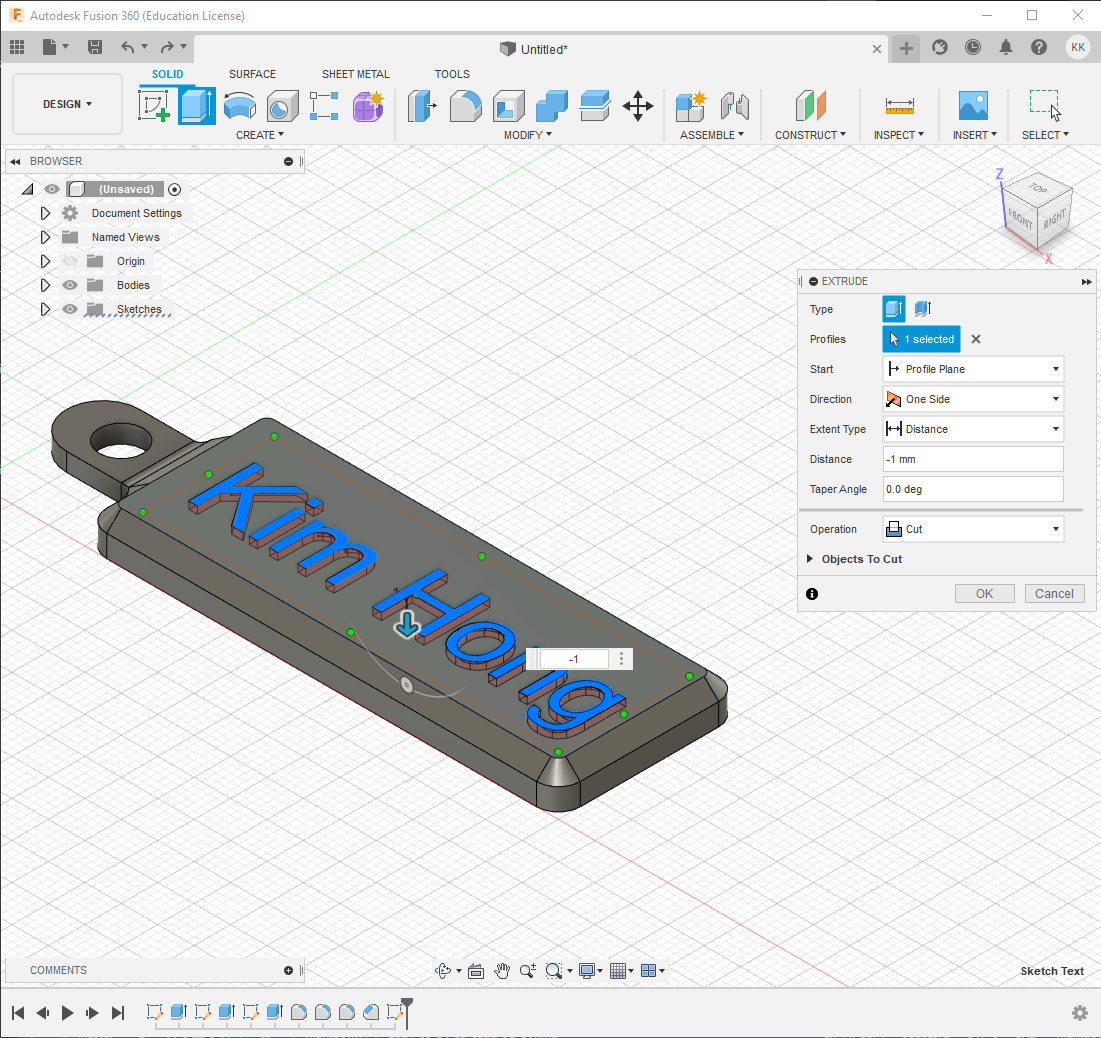 Autodesk Fusion 360 (Education License)
Untitled*
KK
DESIGN
SOLID
SURFACE
SHEET METAL
TOOLS
CREATE
MODIFY
ASSEMBLE
CONSTRUCT
INSPECT
INSERT
SELECT
BROWSER
(Unsaved)
Document Settings
Named Views
Origin
Bodies
Sketches
Z
TOP
FRONT
RIGHT
X
EXTRUDE
Type
Profiles
1 selected
Start
Profile Plane
Direction
One Side
Extent Type
Distance
Distance
-1 mm
Taper Angle
0.0 deg
Operation
Cut
Objects To Cut
OK
Cancel
Kim Hong
-1
COMMENTS
Sketch Text